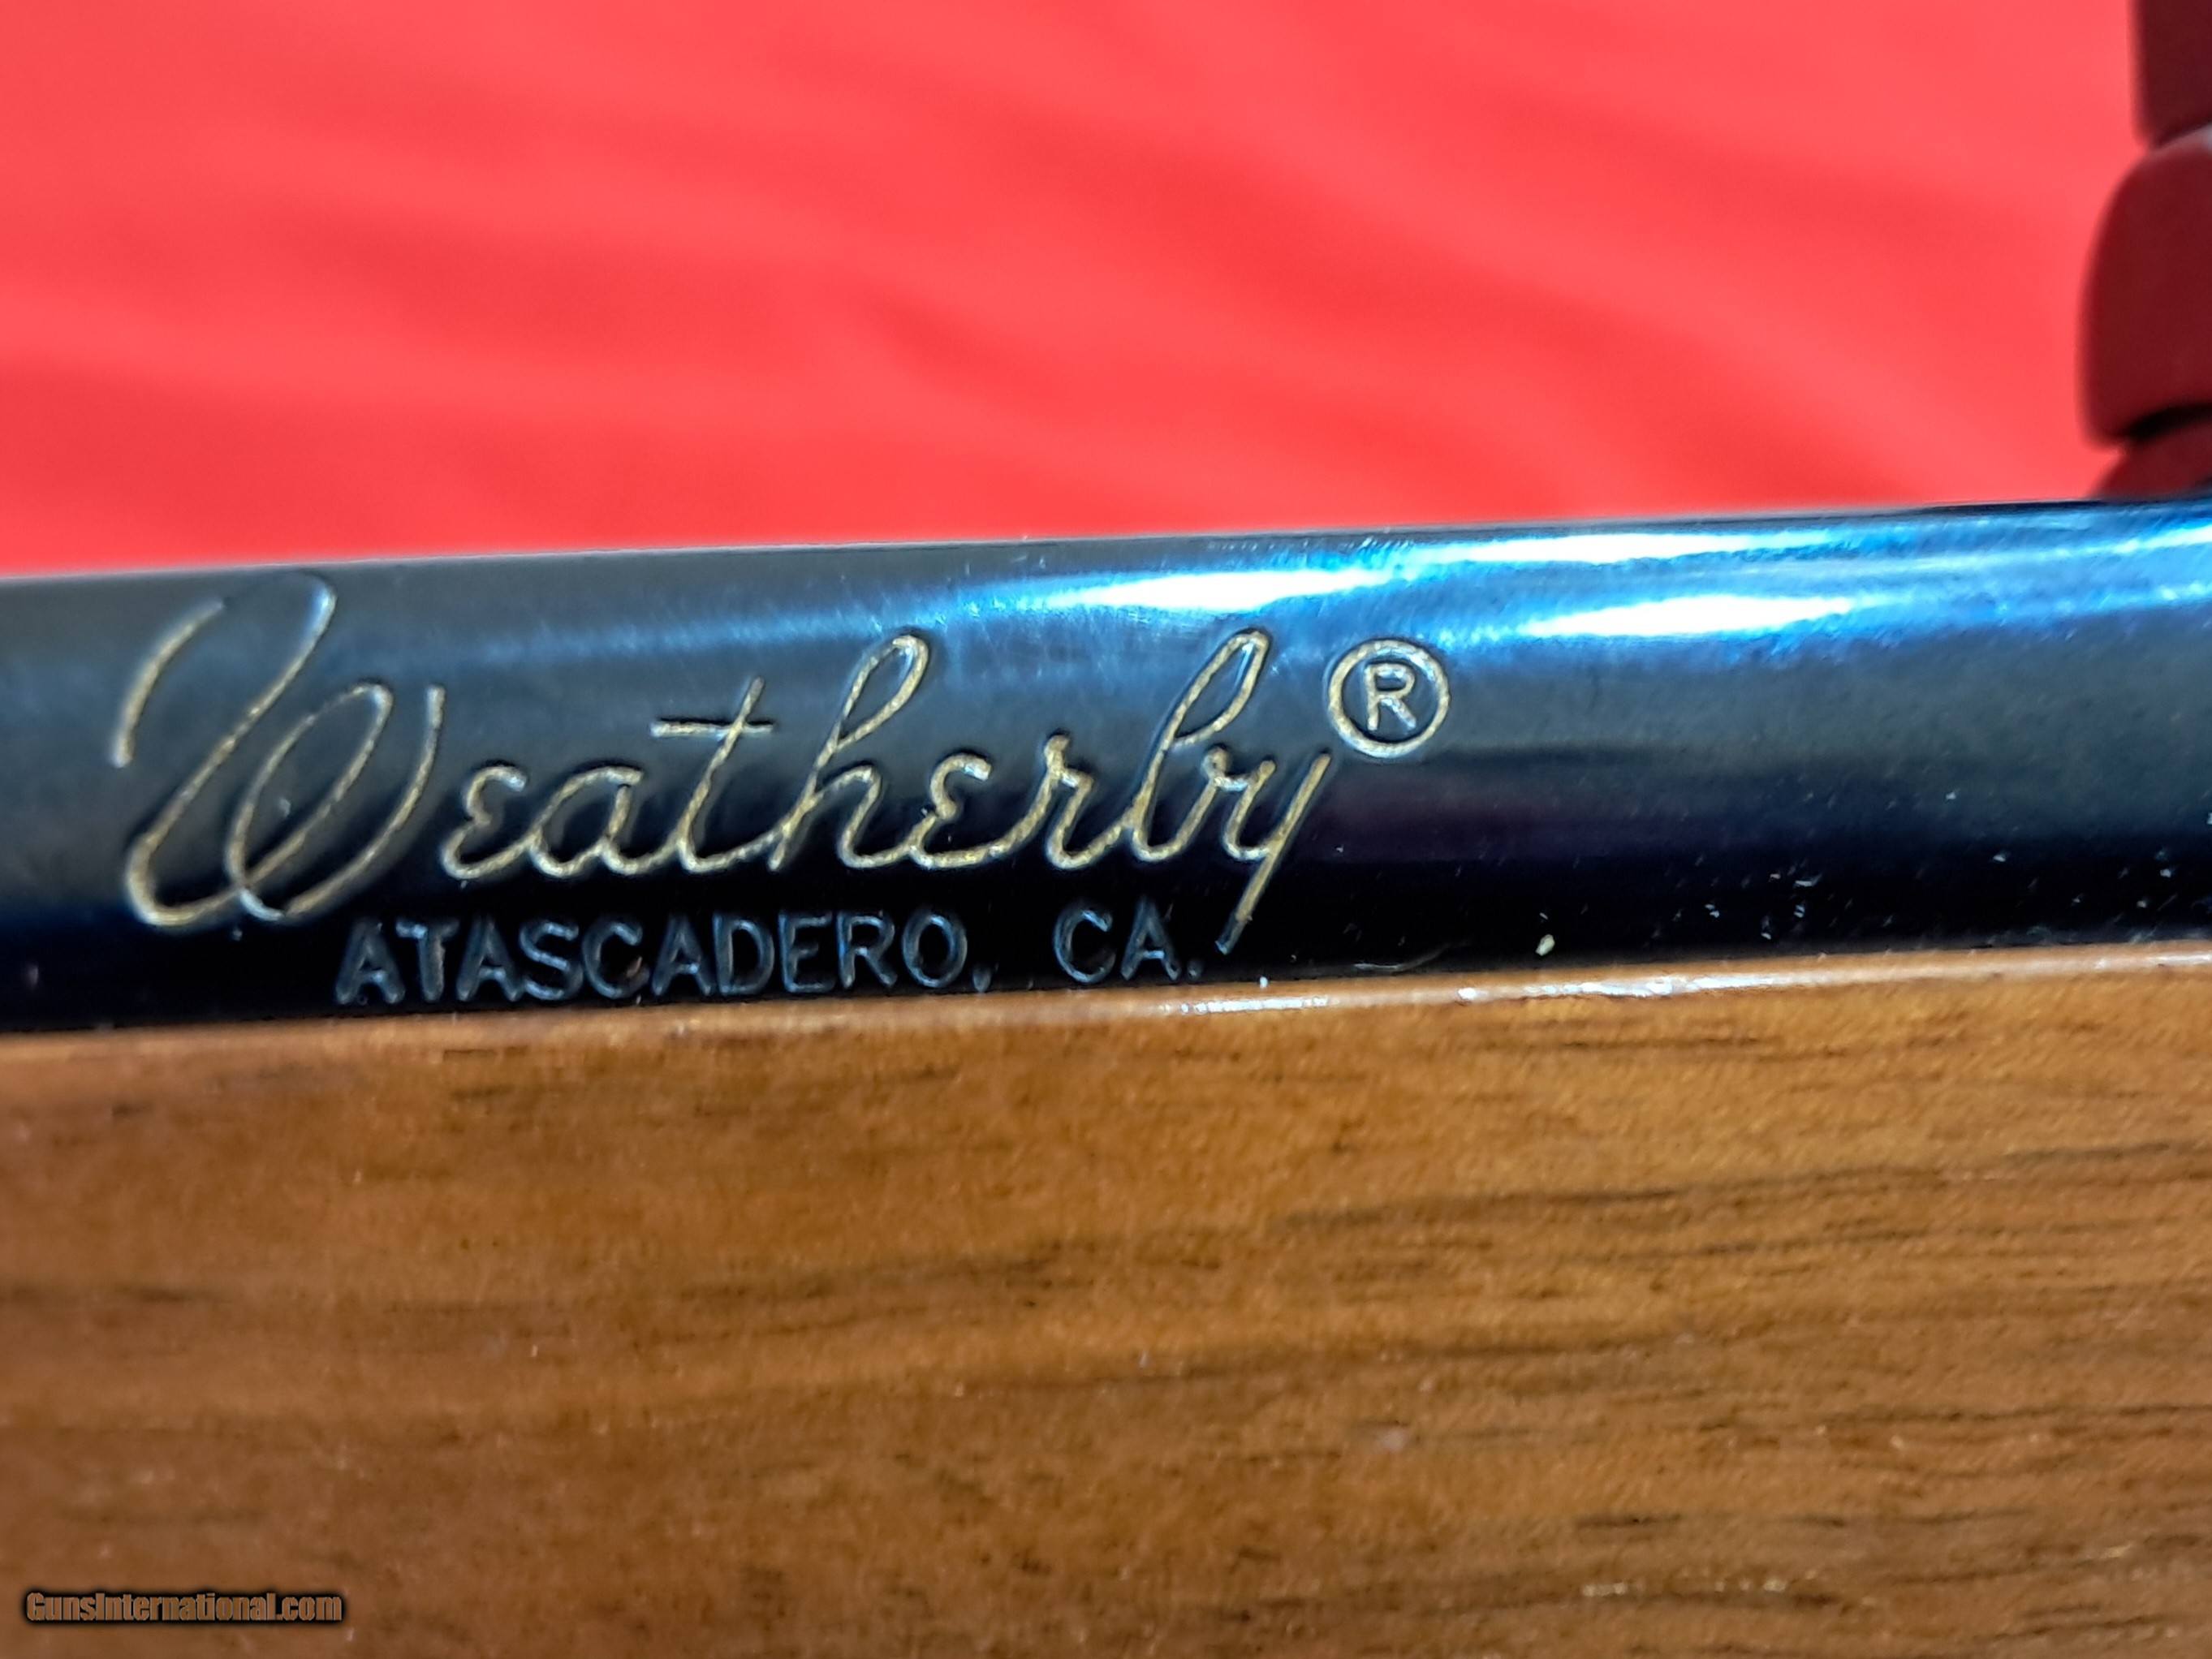 Weatherby®
ATASCADERO, CA.
GunsInternational.com